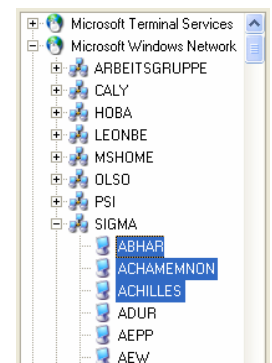 Microsoft Terminal Services
Microsoft Windows Network
ARBEITSGRUPPE
CALY
HOBA
LEONBE
MSHOME
OLSO
PSI
SIGMA
ABHAR
ACHAMEMNON
ACHILLES
ADUR
AEPP
AEW